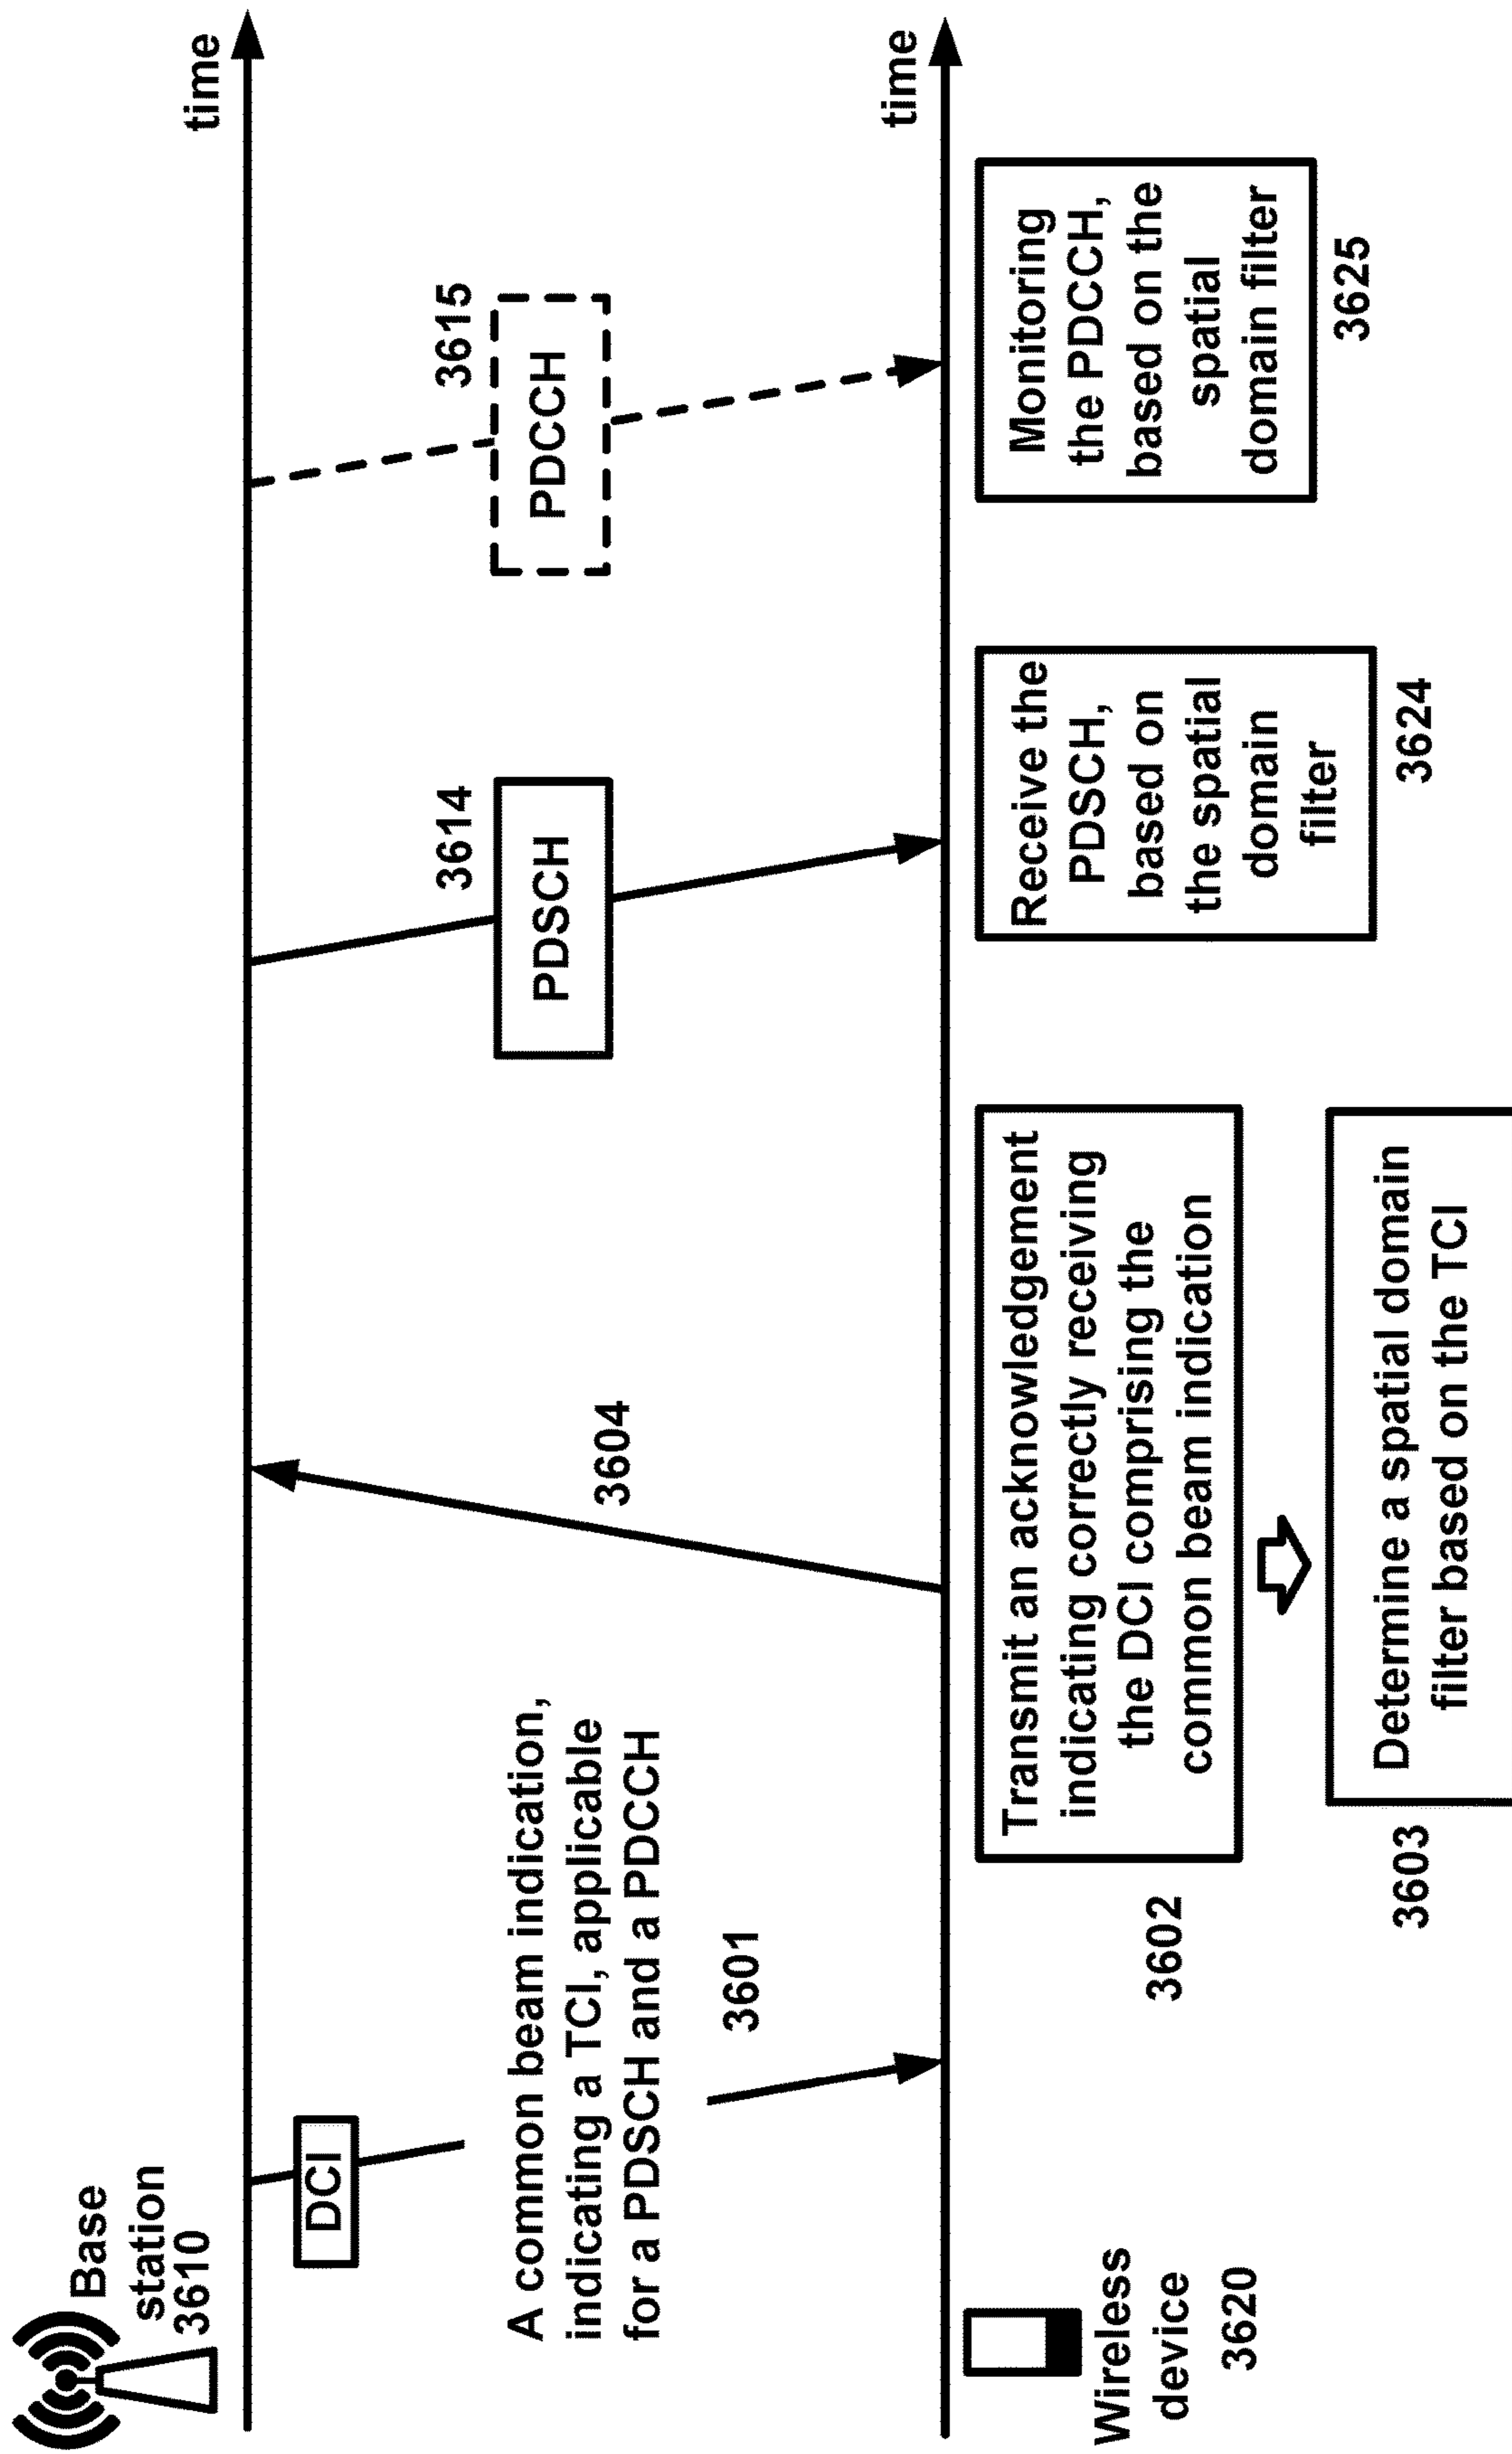 Base
station
3610
time
DCI
A common beam indication,
indicating a TCI, applicable
for a PDSCH and a PDCCH
3601
3604
3614
PDSCH
3615
PDCCH
time
Wireless
device
3620
Transmit an acknowledgement
indicating correctly receiving
the DCI comprising the
common beam indication
3602
Determine a spatial domain
filter based on the TCI
3603
Receive the
PDSCH,
based on
the spatial
domain
filter
3624
Monitoring
the PDCCH,
based on the
spatial
domain filter
3625